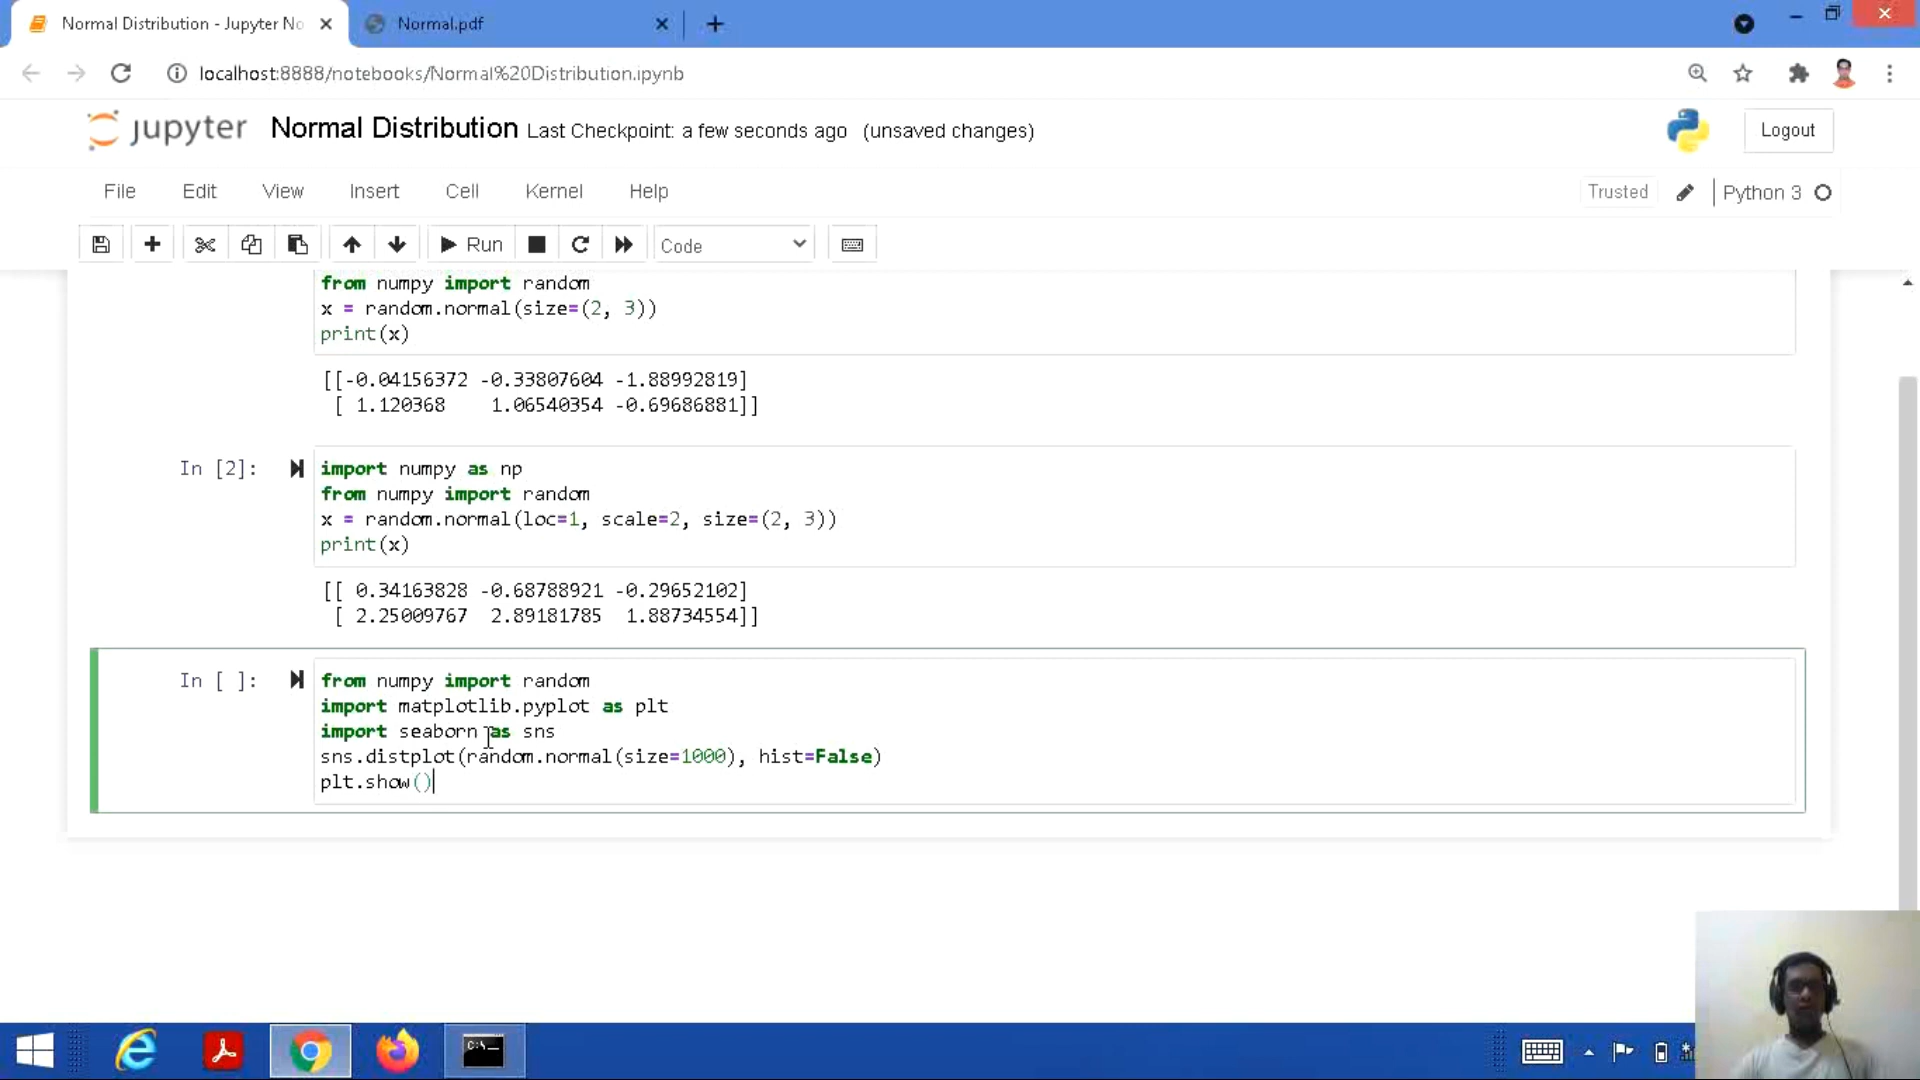 Normal Distribution - Jupyter No
Normal.pdf
localhost:8888/notebooks/Normal%20Distribution.ipynb
jupyter Normal Distribution Last Checkpoint: a few seconds ago (unsaved changes)
Logout
File Edit View Insert Cell Kernel Help
Trusted Python 3
Run Code
from numpy import random
x = random.normal(size=(2, 3))
print(x)
[[-0.04156372 -0.33807604 -1.88992819]
[ 1.120368 1.06540354 -0.69686881]]
In [2]:
import numpy as np
from numpy import random
x = random.normal(loc=1, scale=2, size=(2, 3))
print(x)
[[ 0.34163828 -0.68788921 -0.29652102]
[ 2.25009767 2.89181785 1.88734554]]
In [ ]:
from numpy import random
import matplotlib.pyplot as plt
import seaborn as sns
sns.distplot(random.normal(size=1000), hist=False)
plt.show()
C:\_